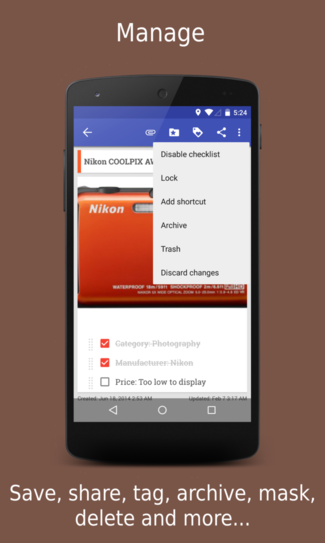 Manage
5:24
Nikon COOLPIX AW
Disable checklist
Lock
Add shortcut
Archive
Trash
Discard changes
Nikon
WATERPROOF 18m/59ft SHOCKPROOF 2m/6.6ft
Category: Photography
Manufacturer: Nikon
Price: Too low to display
Created: Jun 18, 2014 2:53 AM
Updated: Feb 7 3:17 AM
Save, share, tag, archive, mask,
delete and more...